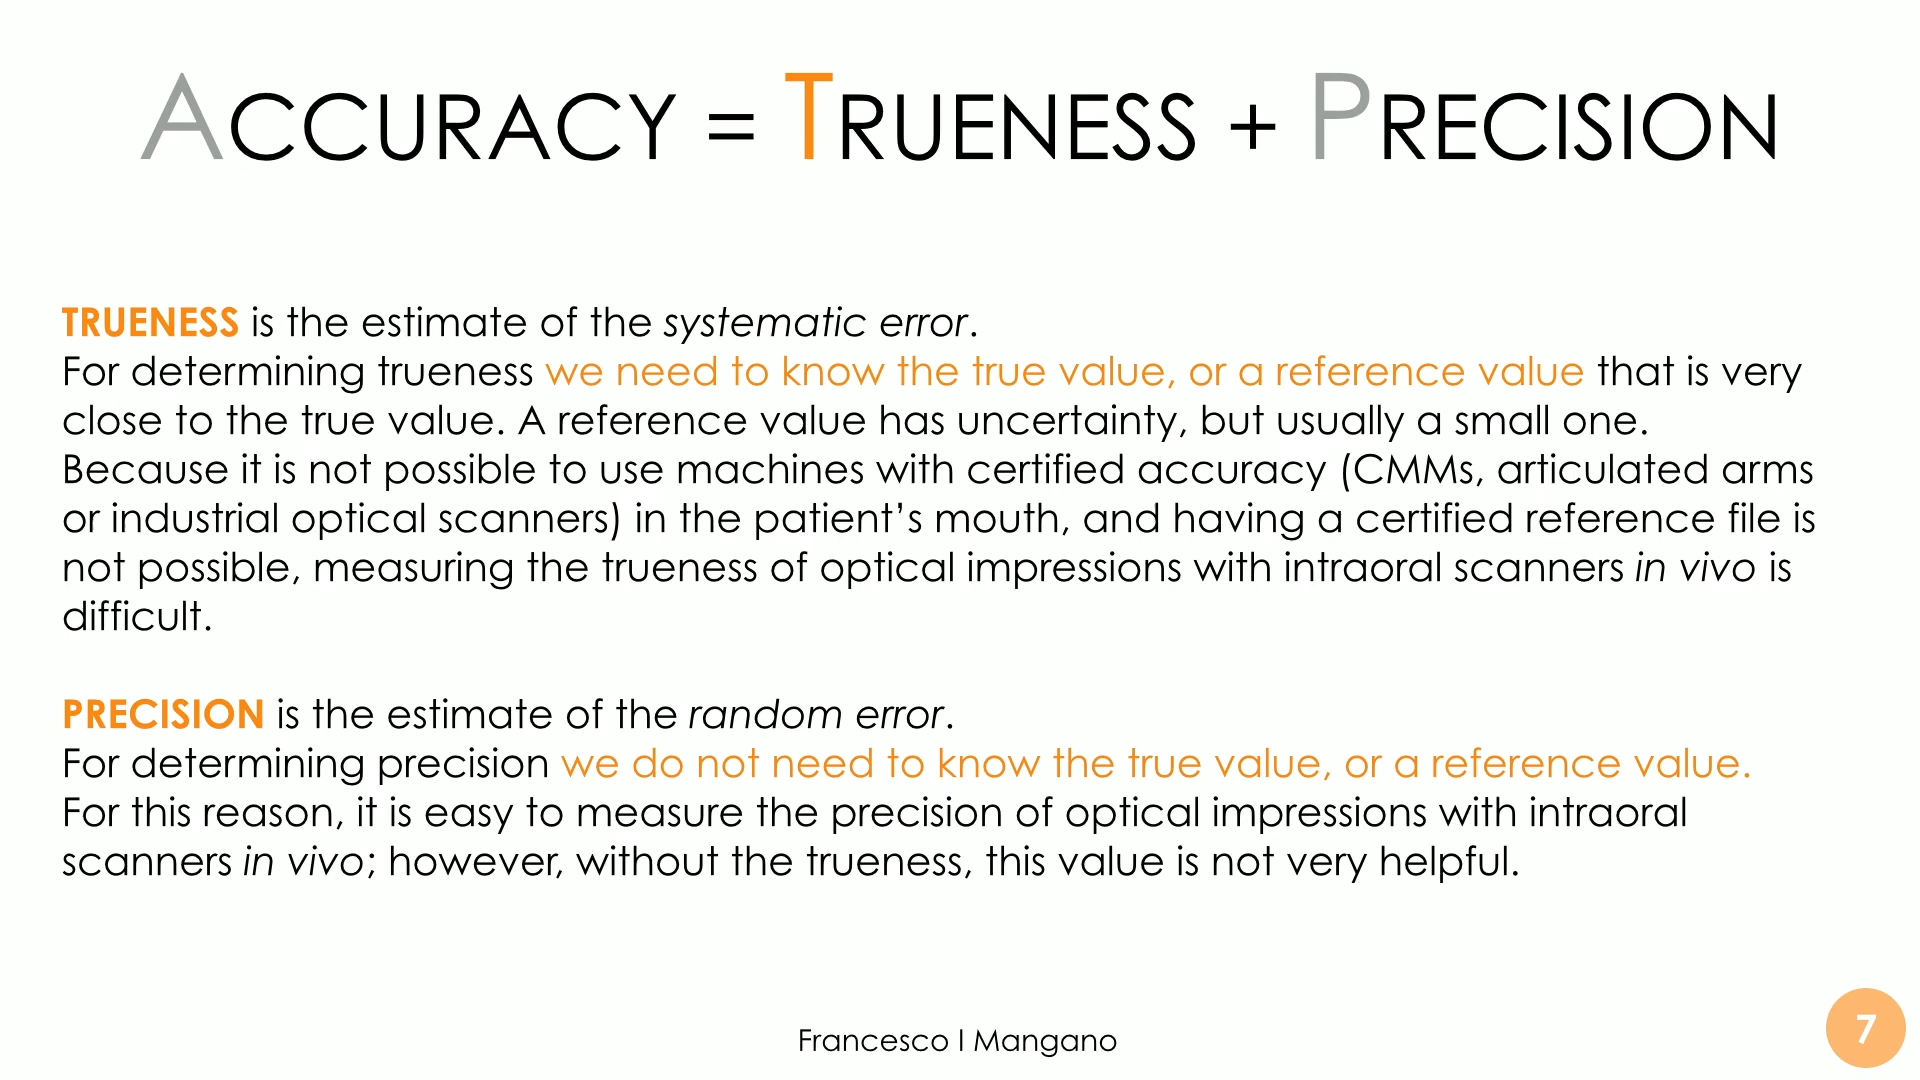 ACCURACY = TRUENESS + PRECISION
TRUENESS is the estimate of the systematic error.
For determining trueness we need to know the true value, or a reference value that is very
close to the true value. A reference value has uncertainty, but usually a small one.
Because it is not possible to use machines with certified accuracy (CMMs, articulated arms
or industrial optical scanners) in the patient’s mouth, and having a certified reference file is
not possible, measuring the trueness of optical impressions with intraoral scanners in vivo is
difficult.
PRECISION is the estimate of the random error.
For determining precision we do not need to know the true value, or a reference value.
For this reason, it is easy to measure the precision of optical impressions with intraoral
scanners in vivo; however, without the trueness, this value is not very helpful.
Francesco I Mangano
7